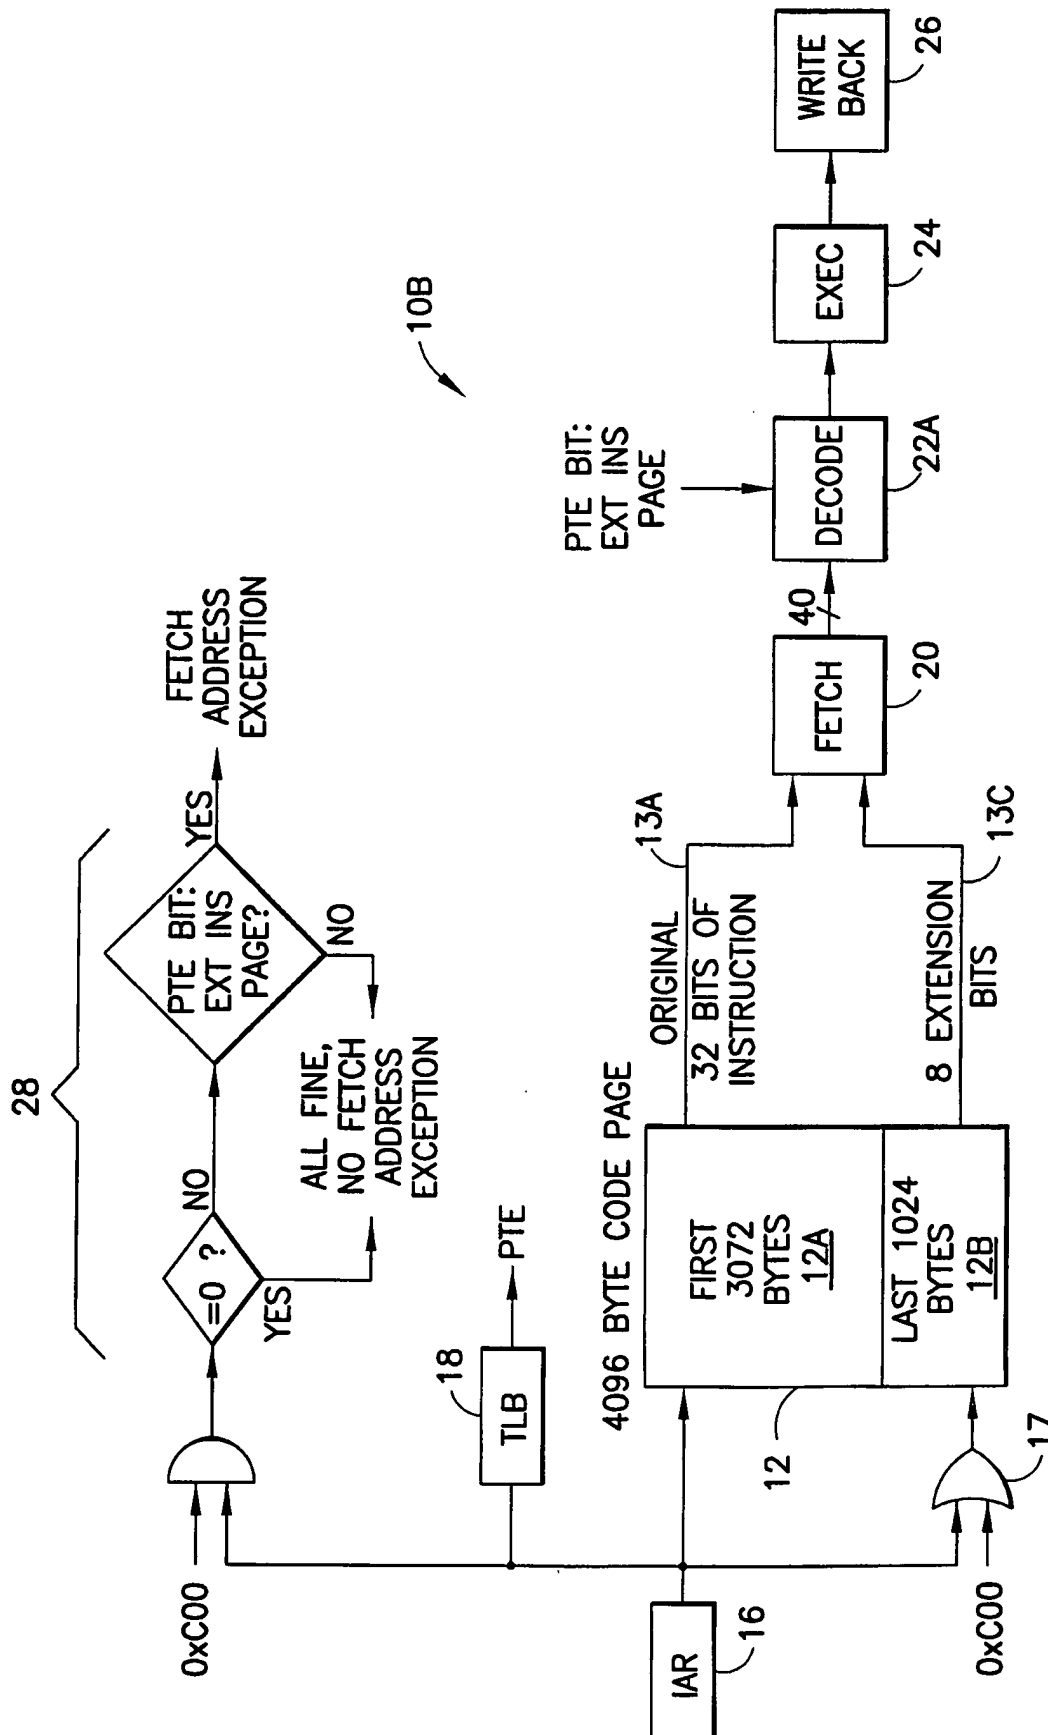 28
0xC00
=0 ?
NO
YES
PTE BIT:
EXT INS
PAGE?
YES
NO
FETCH
ADDRESS
EXCEPTION
ALL FINE,
NO FETCH
ADDRESS
EXCEPTION
10B
18
TLB
PTE
IAR
16
4096 BYTE CODE PAGE
FIRST
3072
BYTES
12A
LAST 1024
BYTES
12B
12
0xC00
17
ORIGINAL
32 BITS OF
INSTRUCTION
13A
8 EXTENSION
BITS
13C
FETCH
20
40
PTE BIT:
EXT INS
PAGE
DECODE
22A
EXEC
24
WRITE
BACK
26